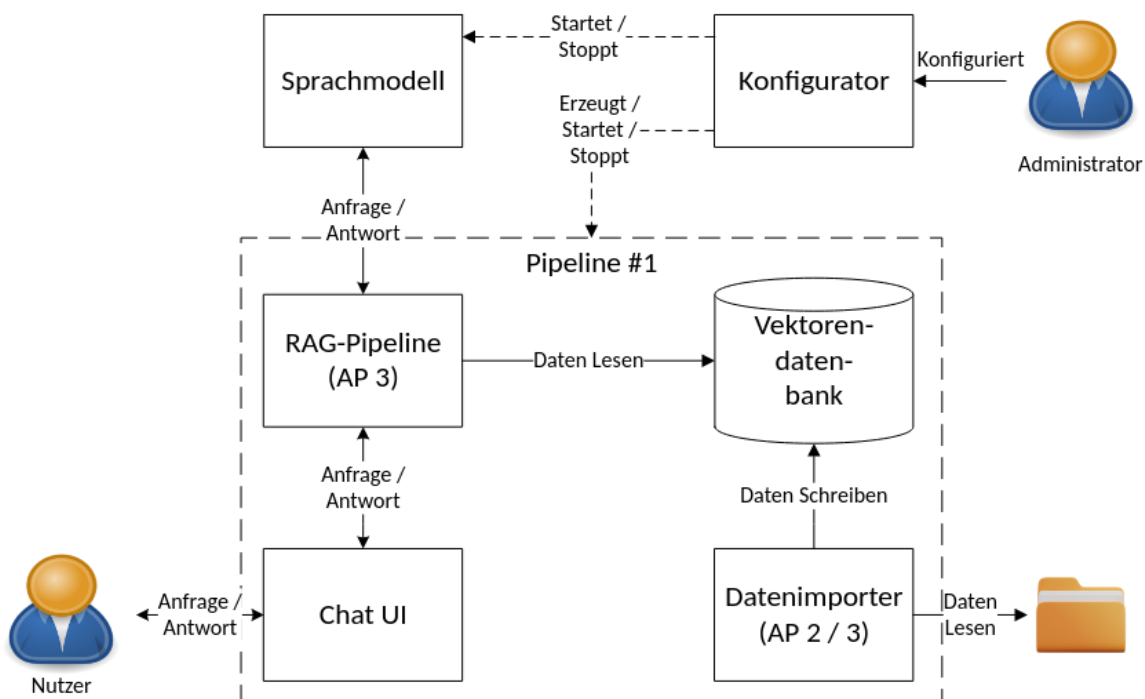 Startet /
Stoppt
Sprachmodell
Konfigurator
Konfiguriert
Administrator
Erzeugt /
Startet /
Stoppt
Anfrage /
Antwort
Pipeline #1
RAG-Pipeline
(AP 3)
Daten Lesen
Vektoren-
daten-
bank
Anfrage /
Antwort
Daten Schreiben
Nutzer
Anfrage /
Antwort
Chat UI
Datenimporter
(AP 2 / 3)
Daten
Lesen